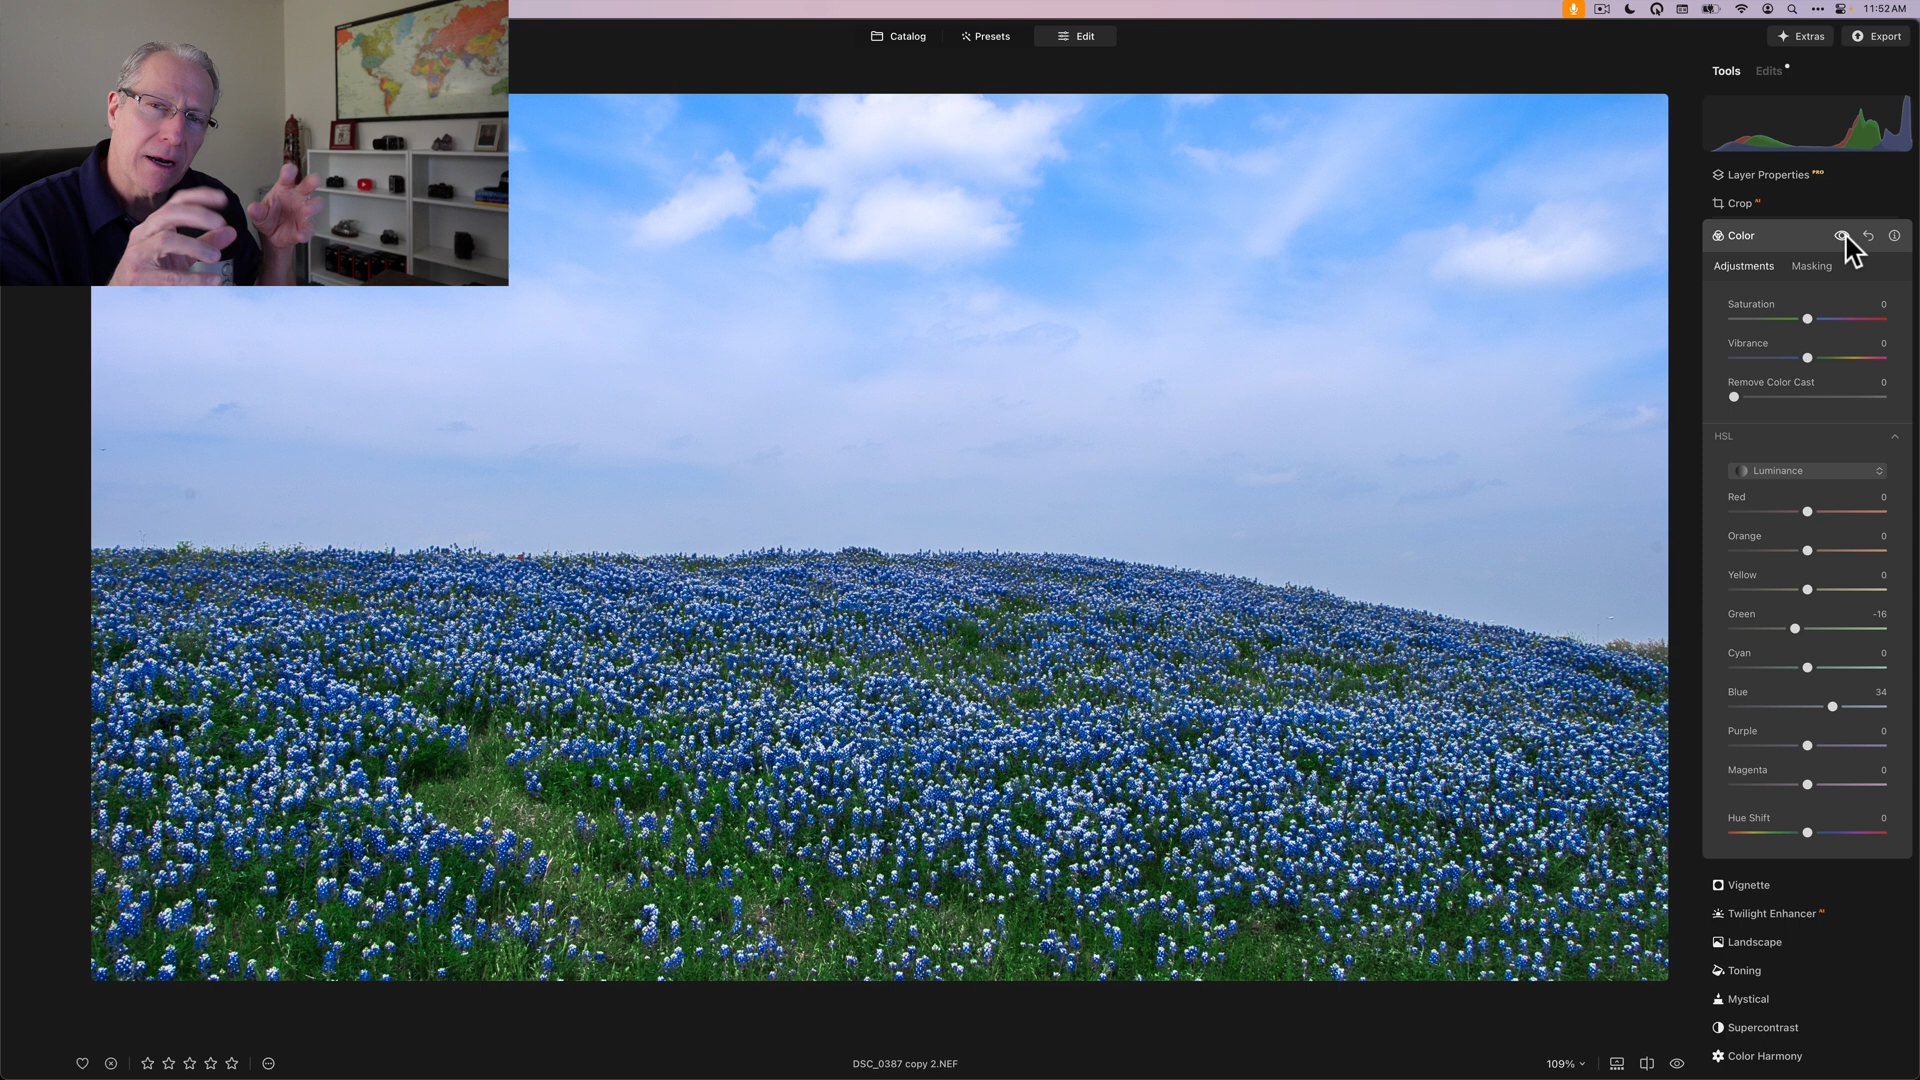 11:52 AM
Catalog
Presets
Edit
Extras
Export
Tools
Edits
Layer Properties PRO
Crop AI
Color
Adjustments
Masking
Saturation 0
Vibrance 0
Remove Color Cast 0
HSL
Luminance
Red 0
Orange 0
Yellow 0
Green -16
Cyan 0
Blue 34
Purple 0
Magenta 0
Hue Shift 0
Vignette
Twilight Enhancer AI
Landscape
Toning
Mystical
Supercontrast
Color Harmony
DSC_0387 copy 2.NEF
109%